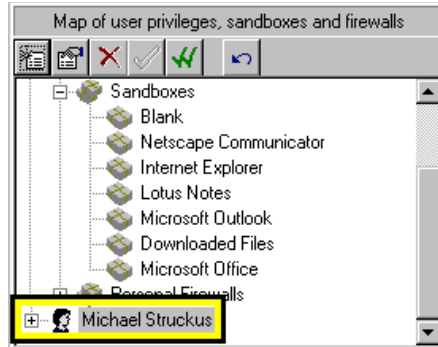 Map of user privileges, sandboxes and firewalls
Sandboxes
Blank
Netscape Communicator
Internet Explorer
Lotus Notes
Microsoft Outlook
Downloaded Files
Microsoft Office
Personal Firewalls
Michael Struckus